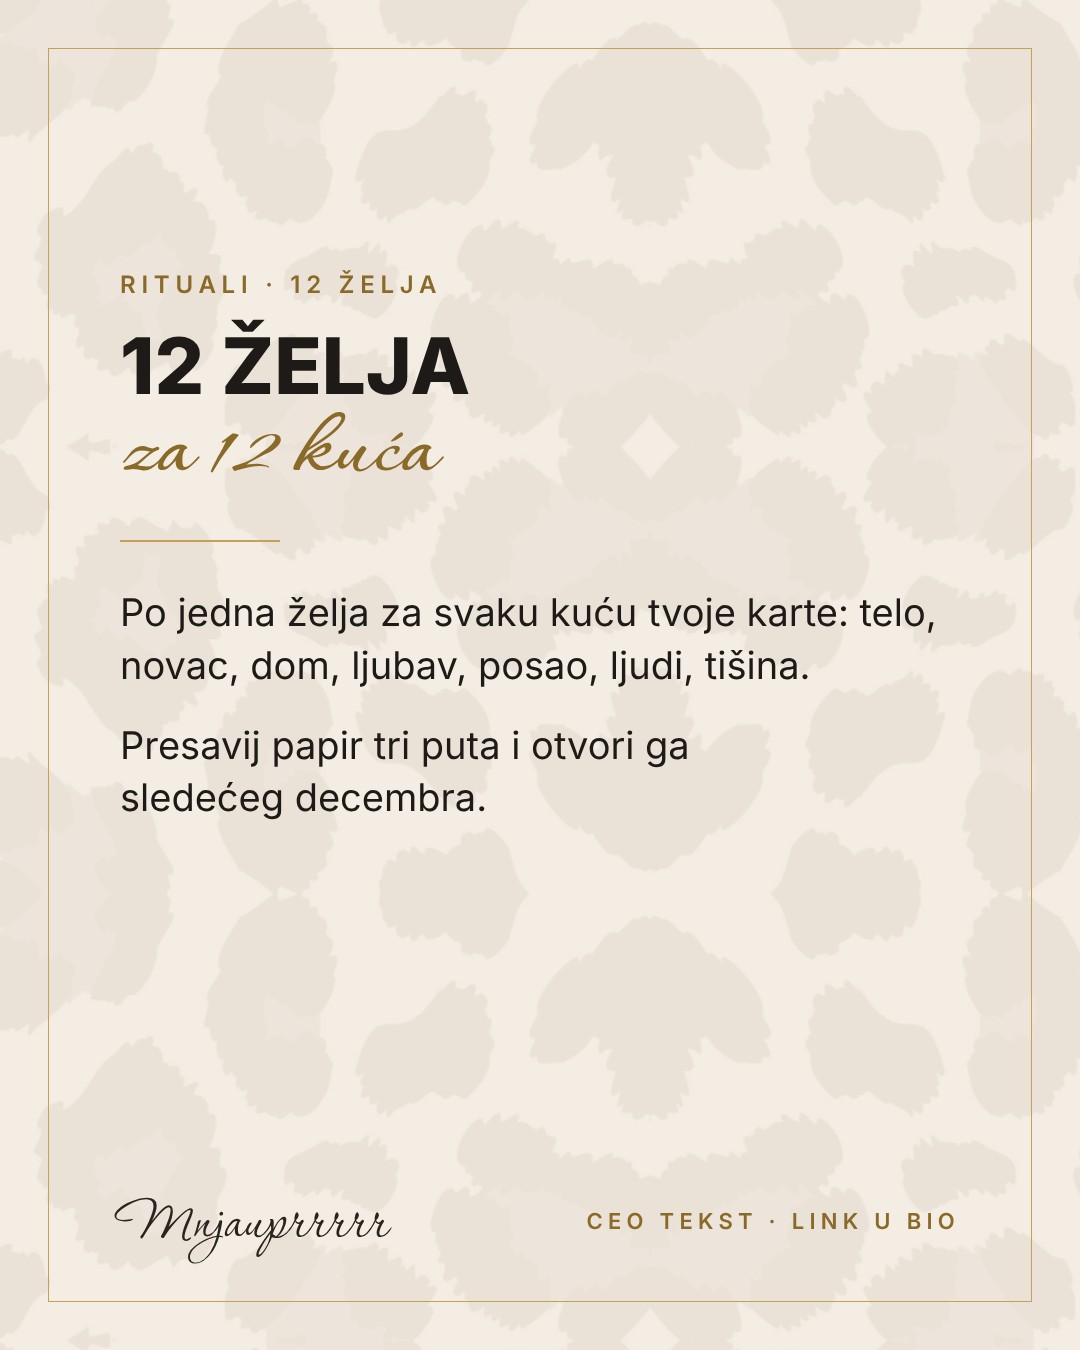 RITUALI · 12 ŽELJA
12 ŽELJA
za 12 kuća
Po jedna želja za svaku kuću tvoje karte: telo,
novac, dom, ljubav, posao, ljudi, tišina.
Presavij papir tri puta i otvori ga
sledećeg decembra.
Mnjauprrrrr
CEO TEKST · LINK U BIO